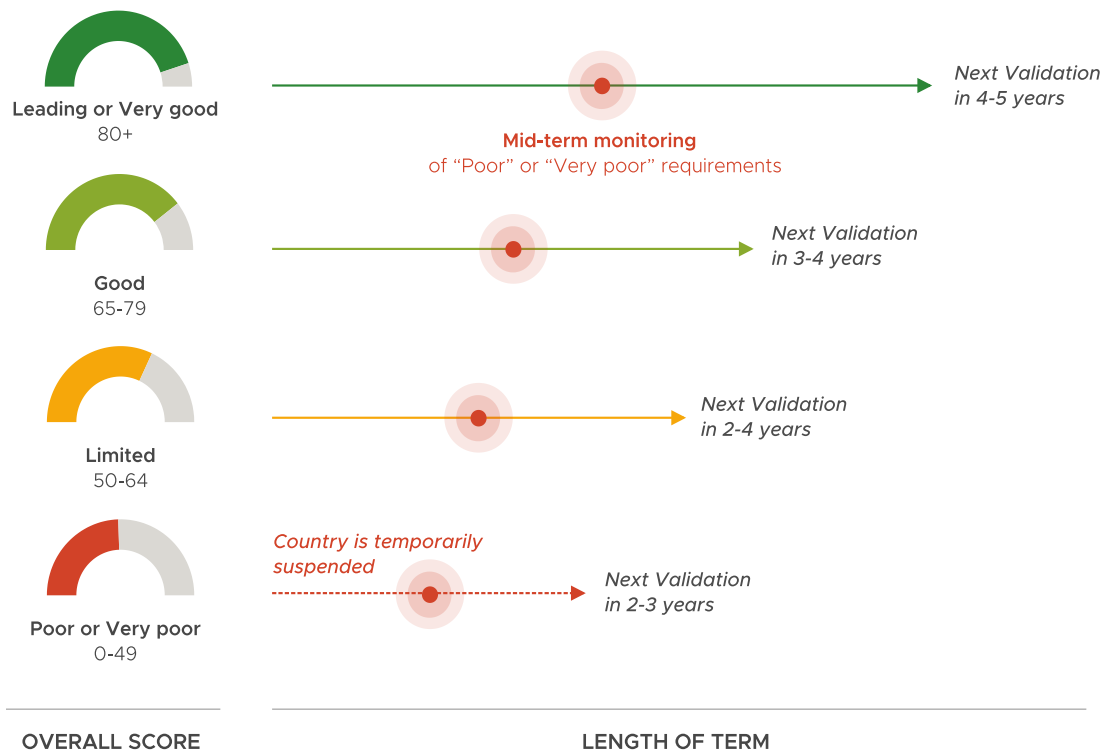 Leading or Very good
80+
Next Validation
in 4-5 years
Mid-term monitoring
of “Poor” or “Very poor” requirements
Good
65-79
Next Validation
in 3-4 years
Limited
50-64
Next Validation
in 2-4 years
Poor or Very poor
0-49
Country is temporarily
suspended
Next Validation
in 2-3 years
OVERALL SCORE
LENGTH OF TERM